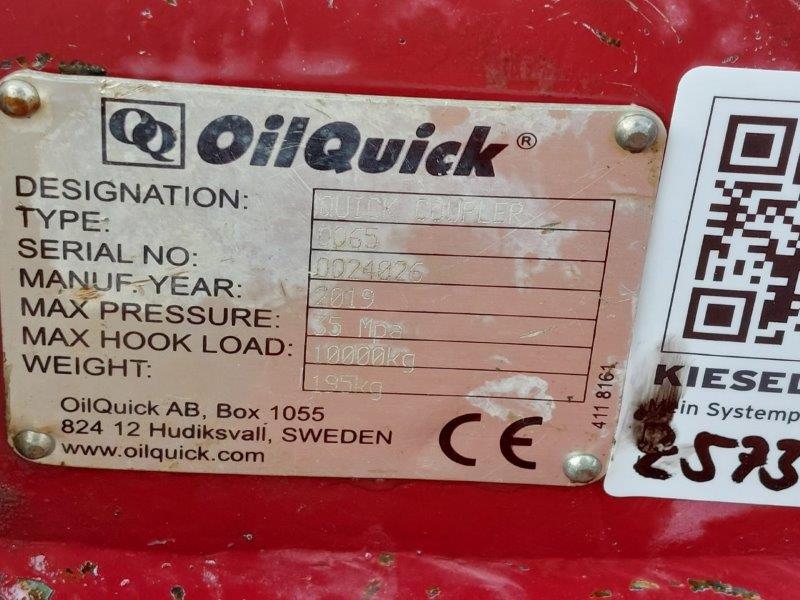 OilQuick®
DESIGNATION: QUICK COUPLER
TYPE: OQ65
SERIAL NO: 0024026
MANUF. YEAR: 2019
MAX PRESSURE: 35 Mpa
MAX HOOK LOAD: 10000kg
WEIGHT: 195kg
411 8161
OilQuick AB, Box 1055
824 12 Hudiksvall, SWEDEN
www.oilquick.com
CE
KIESEL
ein Systemp
2573